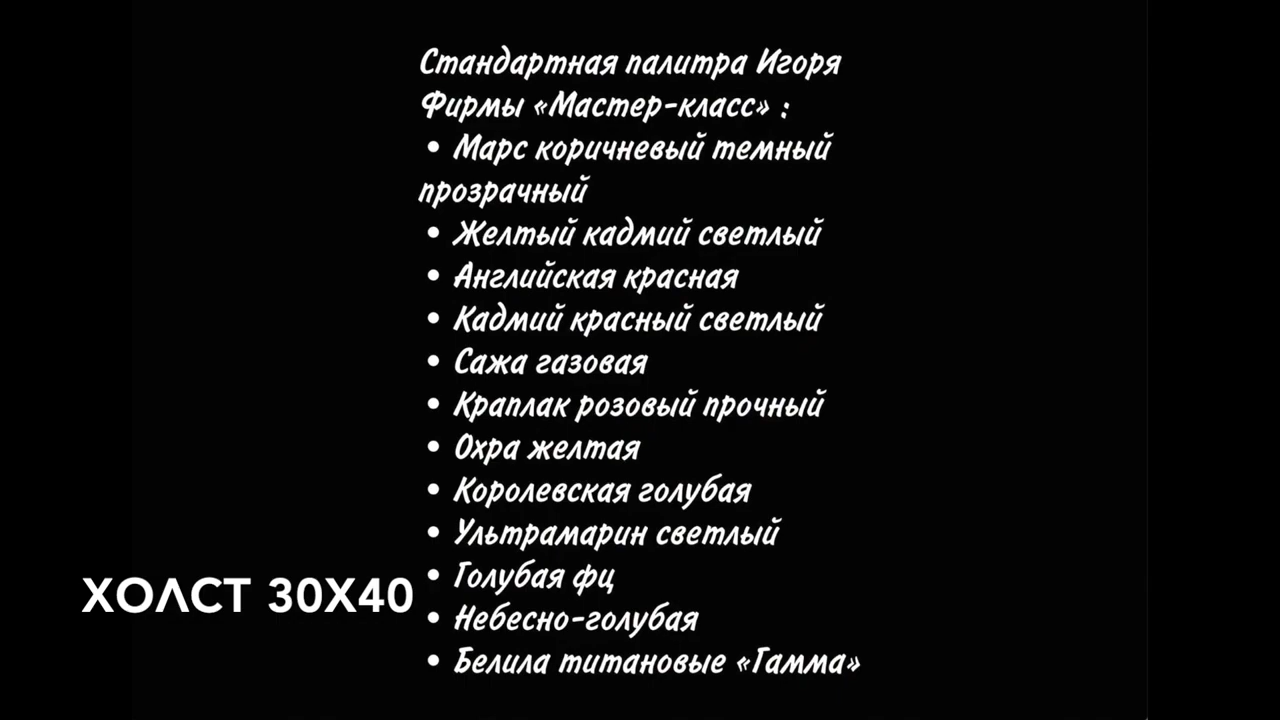 Стандартная палитра Игоря
Фирмы «Мастер-класс» :
• Марс коричневый темный
прозрачный
• Желтый кадмий светлый
• Английская красная
• Кадмий красный светлый
• Сажа газовая
• Краплак розовый прочный
• Охра желтая
• Королевская голубая
• Ультрамарин светлый
• Голубая фц
• Небесно-голубая
• Белила титановые «Гамма»
ХОЛСТ 30Х40